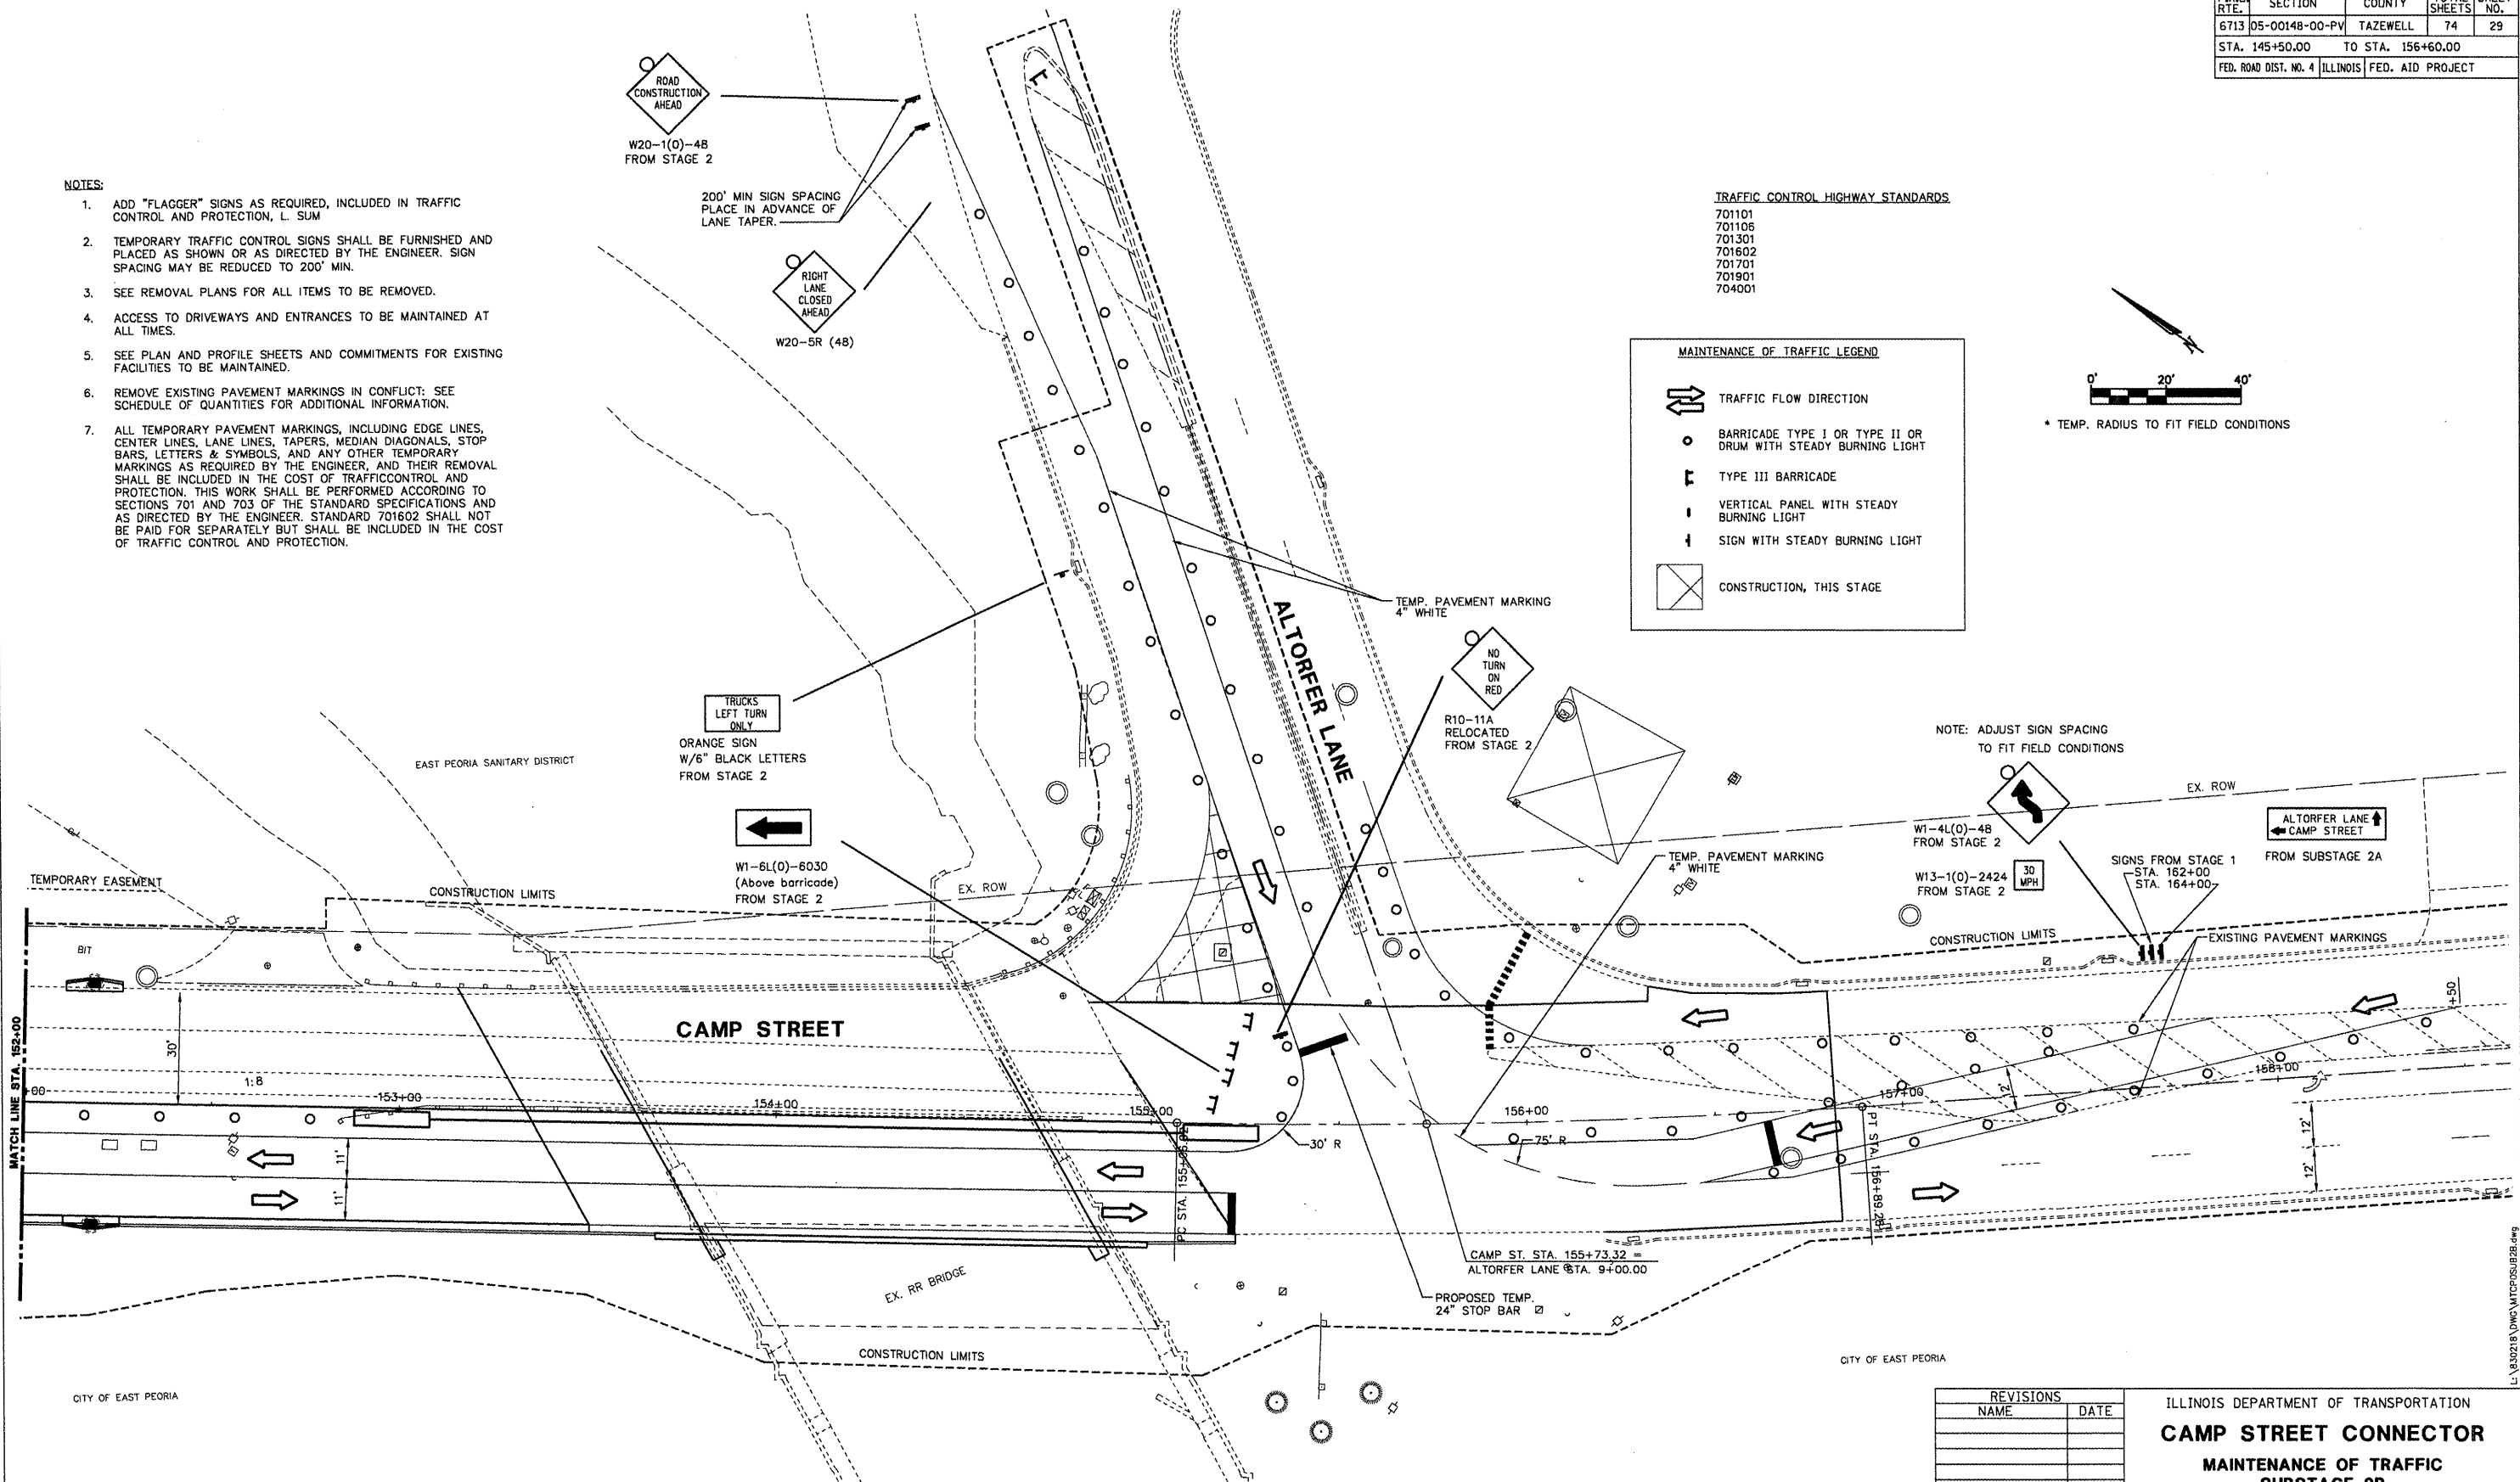 RTE.
SECTION
COUNTY
SHEETS
NO.
6713
05-00148-00-PV
TAZEWELL
74
29
STA. 145+50.00 TO STA. 156+60.00
FED. ROAD DIST. NO. 4
ILLINOIS
FED. AID PROJECT
ROAD
CONSTRUCTION
AHEAD
W20-1(O)-48
FROM STAGE 2
200' MIN SIGN SPACING
PLACE IN ADVANCE OF
LANE TAPER.
RIGHT
LANE
CLOSED
AHEAD
W20-5R (48)
NOTES:
1. ADD "FLAGGER" SIGNS AS REQUIRED, INCLUDED IN TRAFFIC
CONTROL AND PROTECTION, L. SUM
2. TEMPORARY TRAFFIC CONTROL SIGNS SHALL BE FURNISHED AND
PLACED AS SHOWN OR AS DIRECTED BY THE ENGINEER. SIGN
SPACING MAY BE REDUCED TO 200' MIN.
3. SEE REMOVAL PLANS FOR ALL ITEMS TO BE REMOVED.
4. ACCESS TO DRIVEWAYS AND ENTRANCES TO BE MAINTAINED AT
ALL TIMES.
5. SEE PLAN AND PROFILE SHEETS AND COMMITMENTS FOR EXISTING
FACILITIES TO BE MAINTAINED.
6. REMOVE EXISTING PAVEMENT MARKINGS IN CONFLICT: SEE
SCHEDULE OF QUANTITIES FOR ADDITIONAL INFORMATION.
7. ALL TEMPORARY PAVEMENT MARKINGS, INCLUDING EDGE LINES,
CENTER LINES, LANE LINES, TAPERS, MEDIAN DIAGONALS, STOP
BARS, LETTERS & SYMBOLS, AND ANY OTHER TEMPORARY
MARKINGS AS REQUIRED BY THE ENGINEER, AND THEIR REMOVAL
SHALL BE INCLUDED IN THE COST OF TRAFFICCONTROL AND
PROTECTION. THIS WORK SHALL BE PERFORMED ACCORDING TO
SECTIONS 701 AND 703 OF THE STANDARD SPECIFICATIONS AND
AS DIRECTED BY THE ENGINEER. STANDARD 701602 SHALL NOT
BE PAID FOR SEPARATELY BUT SHALL BE INCLUDED IN THE COST
OF TRAFFIC CONTROL AND PROTECTION.
TRAFFIC CONTROL HIGHWAY STANDARDS
701101
701106
701301
701602
701701
701901
704001
MAINTENANCE OF TRAFFIC LEGEND
TRAFFIC FLOW DIRECTION
BARRICADE TYPE I OR TYPE II OR
DRUM WITH STEADY BURNING LIGHT
TYPE III BARRICADE
VERTICAL PANEL WITH STEADY
BURNING LIGHT
SIGN WITH STEADY BURNING LIGHT
CONSTRUCTION, THIS STAGE
N
0' 20' 40'
* TEMP. RADIUS TO FIT FIELD CONDITIONS
TEMP. PAVEMENT MARKING
4" WHITE
ALTORFER LANE
NO
TURN
ON
RED
R10-11A
RELOCATED
FROM STAGE 2
TRUCKS
LEFT TURN
ONLY
ORANGE SIGN
W/6" BLACK LETTERS
FROM STAGE 2
EAST PEORIA SANITARY DISTRICT
W1-6L(O)-6030
(Above barricade)
FROM STAGE 2
NOTE: ADJUST SIGN SPACING
TO FIT FIELD CONDITIONS
EX. ROW
W1-4L(O)-48
FROM STAGE 2
ALTORFER LANE
CAMP STREET
FROM SUBSTAGE 2A
W13-1(O)-2424
FROM STAGE 2
30
MPH
SIGNS FROM STAGE 1
STA. 162+00
STA. 164+00
TEMP. PAVEMENT MARKING
4" WHITE
TEMPORARY EASEMENT
CONSTRUCTION LIMITS
EX. ROW
CONSTRUCTION LIMITS
EXISTING PAVEMENT MARKINGS
BIT
CAMP STREET
MATCH LINE STA. 152+00
30'
1:8
+00
153+00
154+00
155+00
156+00
157+00
158+00
+50
11'
11'
12'
12'
12'
30' R
75' R
PT STA. 156+89.28
CAMP ST. STA. 155+73.32 =
ALTORFER LANE STA. 9+00.00
PROPOSED TEMP.
24" STOP BAR
EX. RR BRIDGE
CONSTRUCTION LIMITS
CITY OF EAST PEORIA
CITY OF EAST PEORIA
L:\830218\DWG\MTCPOSUB2B.dwg
REVISIONS
NAME
DATE
ILLINOIS DEPARTMENT OF TRANSPORTATION
CAMP STREET CONNECTOR
MAINTENANCE OF TRAFFIC